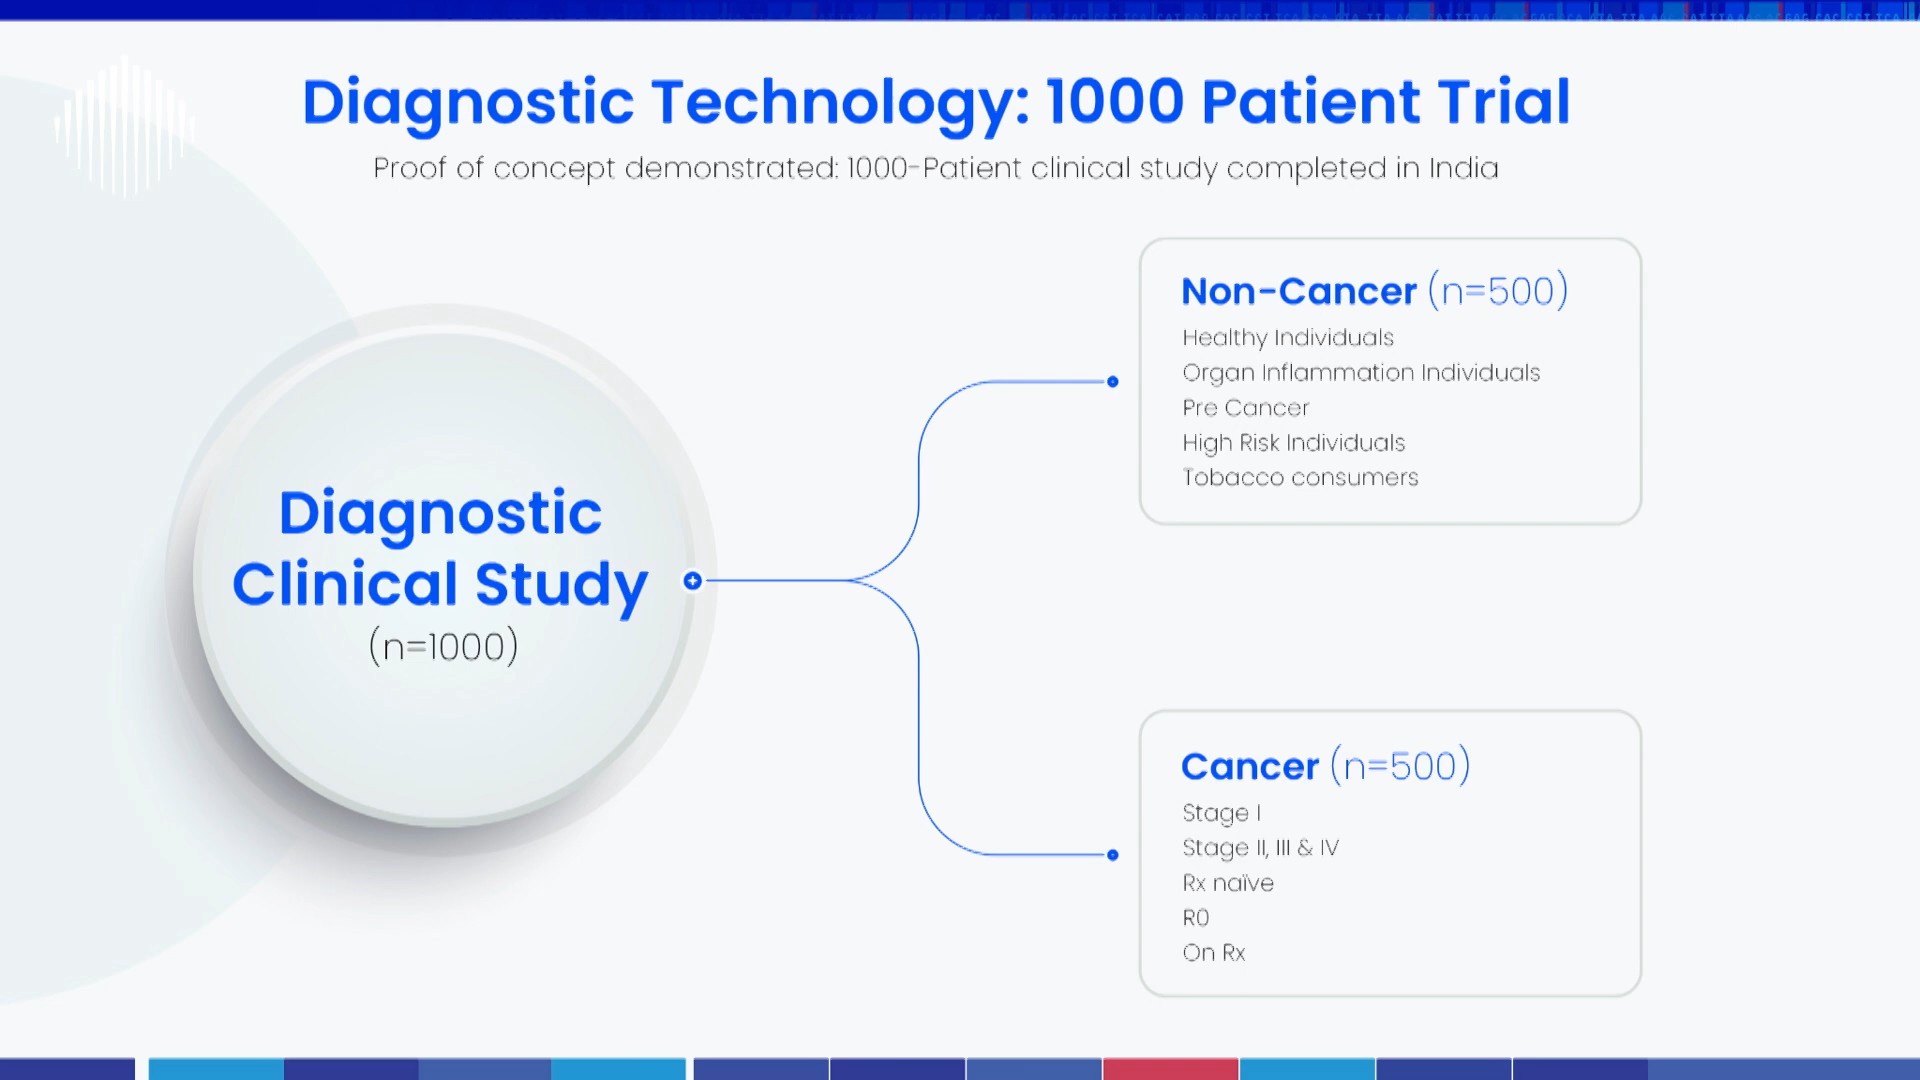 Diagnostic Technology: 1000 Patient Trial
Proof of concept demonstrated: 1000-Patient clinical study completed in India
Diagnostic
Clinical Study
(n=1000)
Non-Cancer (n=500)
Healthy Individuals
Organ Inflammation Individuals
Pre Cancer
High Risk Individuals
Tobacco consumers
Cancer (n=500)
Stage I
Stage II, III & IV
Rx naïve
R0
On Rx